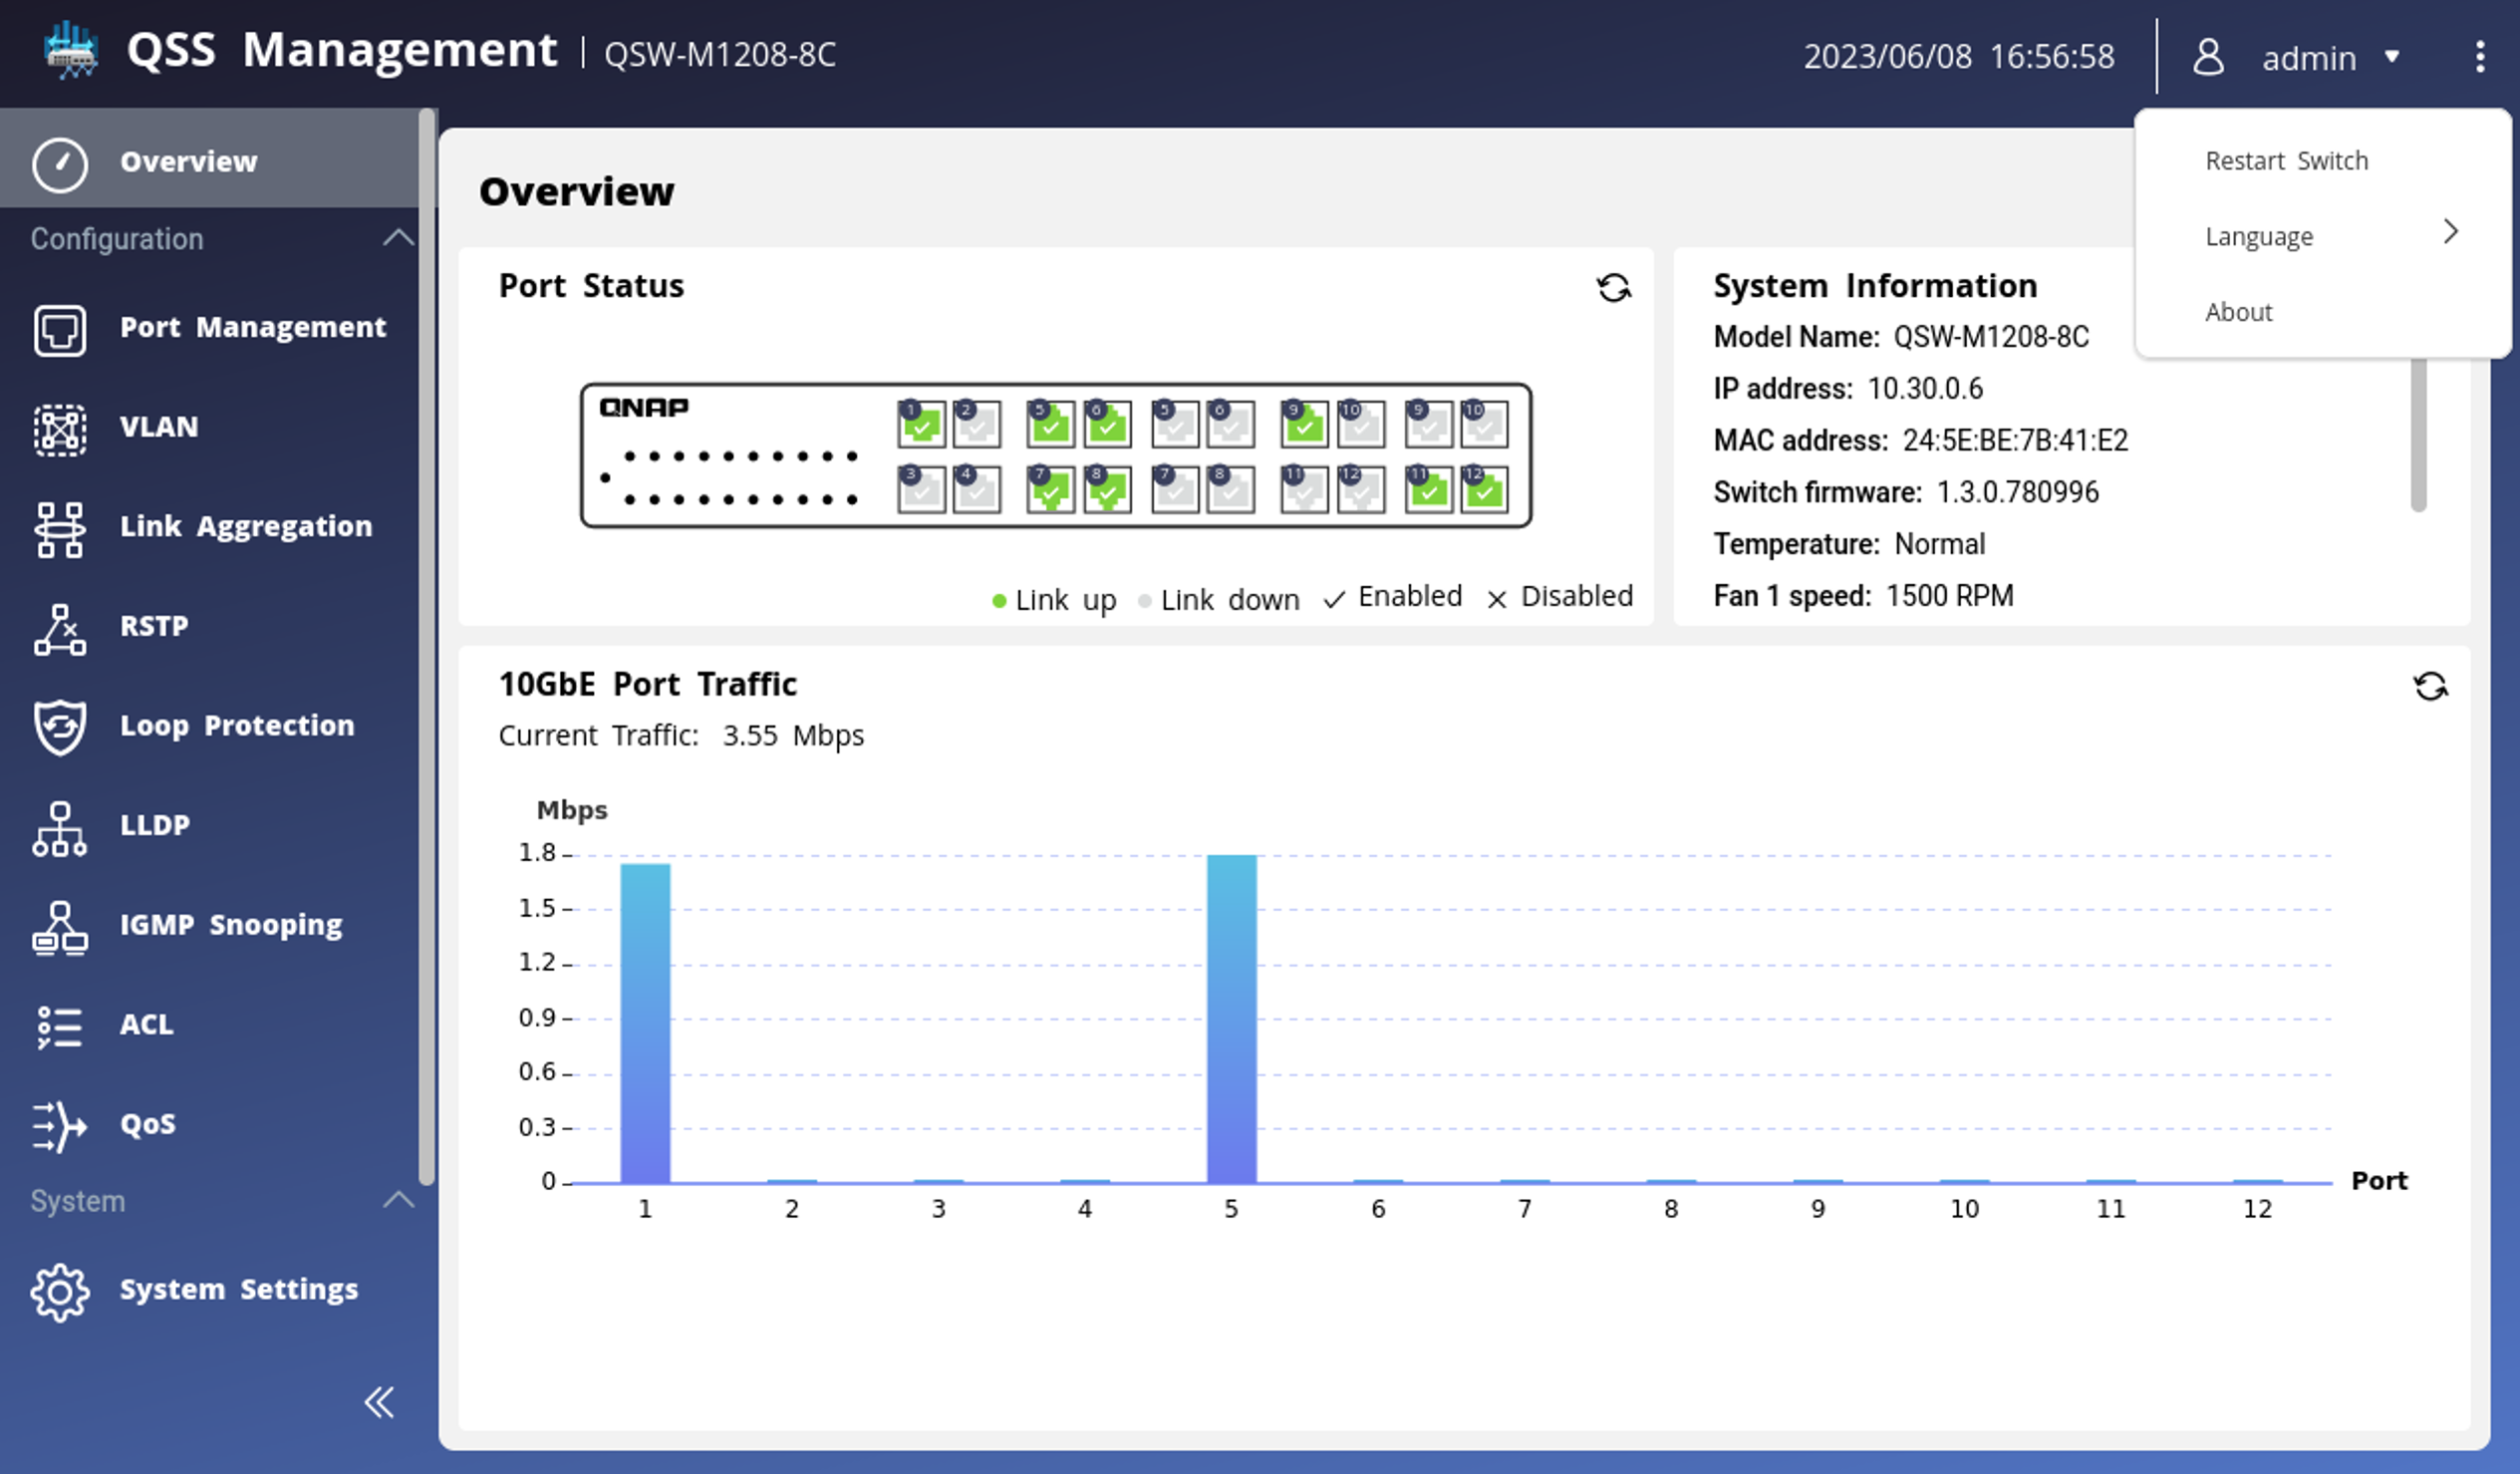 QSS Management | QSW-M1208-8C
2023/06/08 16:56:58
admin
Restart Switch
Language
About
Overview
Configuration
Port Management
VLAN
Link Aggregation
RSTP
Loop Protection
LLDP
IGMP Snooping
ACL
QoS
System
System Settings
Overview
Port Status
QNAP
1 2 5 6 5 6 9 10 9 10
3 4 7 8 7 8 11 12 11 12
Link up Link down Enabled Disabled
System Information
Model Name: QSW-M1208-8C
IP address: 10.30.0.6
MAC address: 24:5E:BE:7B:41:E2
Switch firmware: 1.3.0.780996
Temperature: Normal
Fan 1 speed: 1500 RPM
10GbE Port Traffic
Current Traffic: 3.55 Mbps
Mbps
1.8
1.5
1.2
0.9
0.6
0.3
0
Port
1 2 3 4 5 6 7 8 9 10 11 12